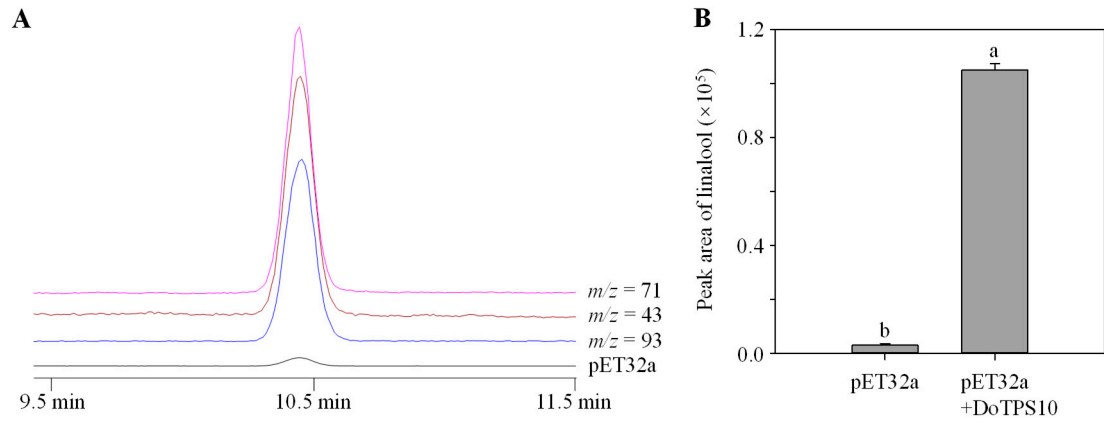 A
m/z = 71
m/z = 43
m/z = 93
pET32a
9.5 min
10.5 min
11.5 min
B
Peak area of linalool (×10⁵)
1.2
0.8
0.4
0.0
b
a
pET32a
pET32a
+DoTPS10